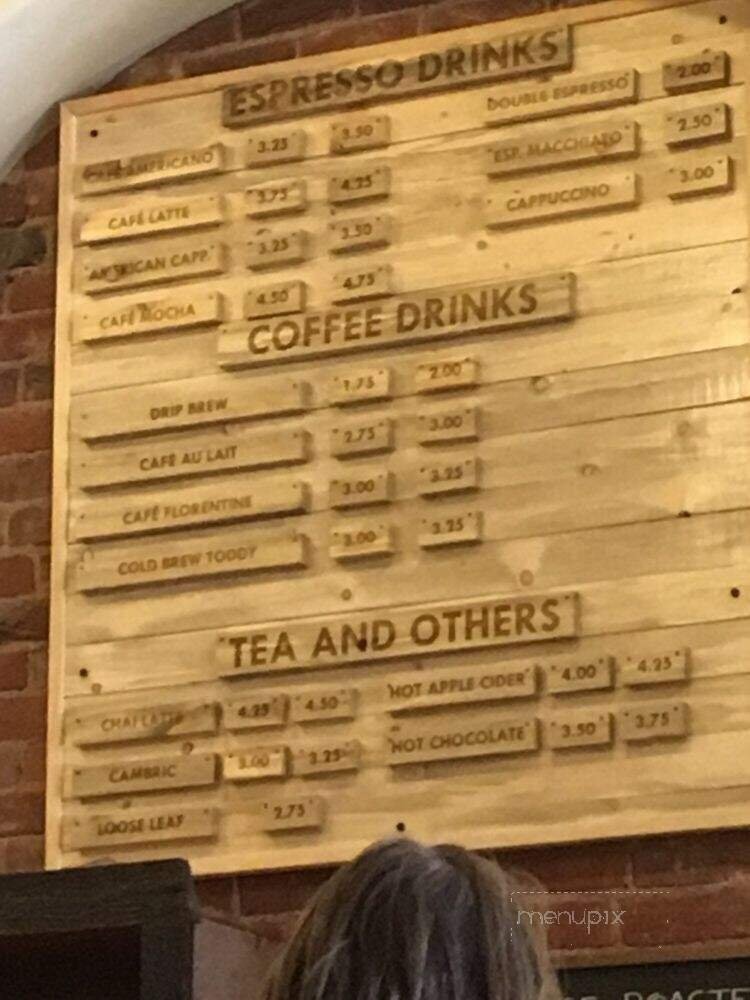 ESPRESSO DRINKS
CAFÉ AMERICANO 3.25 3.50
CAFÉ LATTE 3.75 4.25
AMERICAN CAPP. 3.25 3.50
CAFÉ MOCHA 4.50 4.75
DOUBLE ESPRESSO 2.00
ESP. MACCHIATO 2.50
CAPPUCCINO 3.00
COFFEE DRINKS
DRIP BREW 1.75 2.00
CAFÉ AU LAIT 2.75 3.00
CAFÉ FLORENTINE 3.00 3.25
COLD BREW TODDY 3.00 3.25
TEA AND OTHERS
CHAI LATTE 4.25 4.50
CAMBRIC 3.00 3.25
LOOSE LEAF 2.75
HOT APPLE CIDER 4.00 4.25
HOT CHOCOLATE 3.50 3.75
menupix